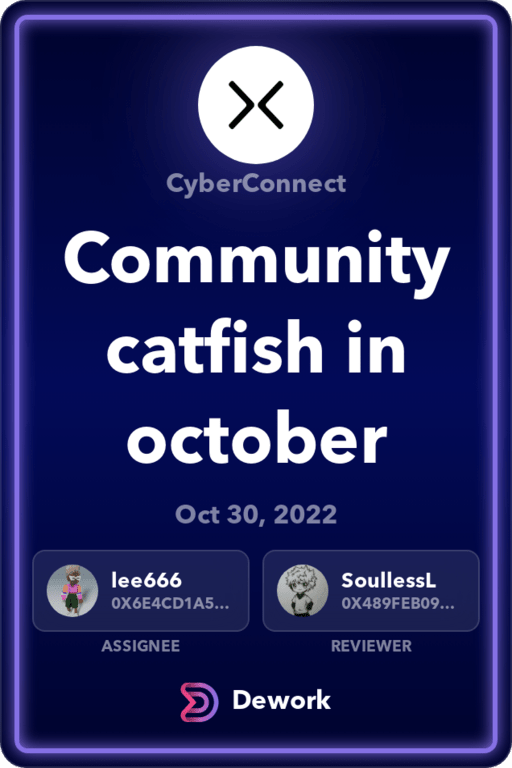 CyberConnect
Community
catfish in
october
Oct 30, 2022
lee666
0X6E4CD1A5...
ASSIGNEE
SoullessL
0X489FEB09...
REVIEWER
Dework